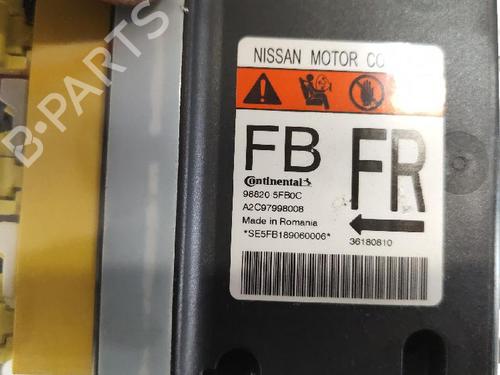 NISSAN MOTOR CO
FB
FR
Continental
98820 5FB0C
A2C97998008
Made in Romania
*SE5FB189060006*
36180810
B-PARTS